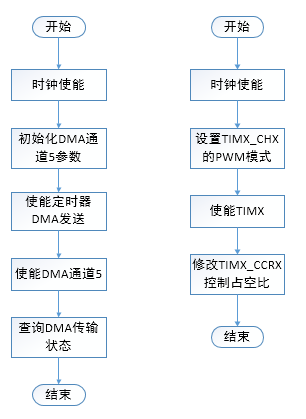 开始
时钟使能
初始化DMA通
道5参数
使能定时器
DMA发送
使能DMA通道5
查询DMA传输
状态
结束
开始
时钟使能
设置TIMX_CHX
的PWM模式
使能TIMX
修改TIMX_CCRX
控制占空比
结束